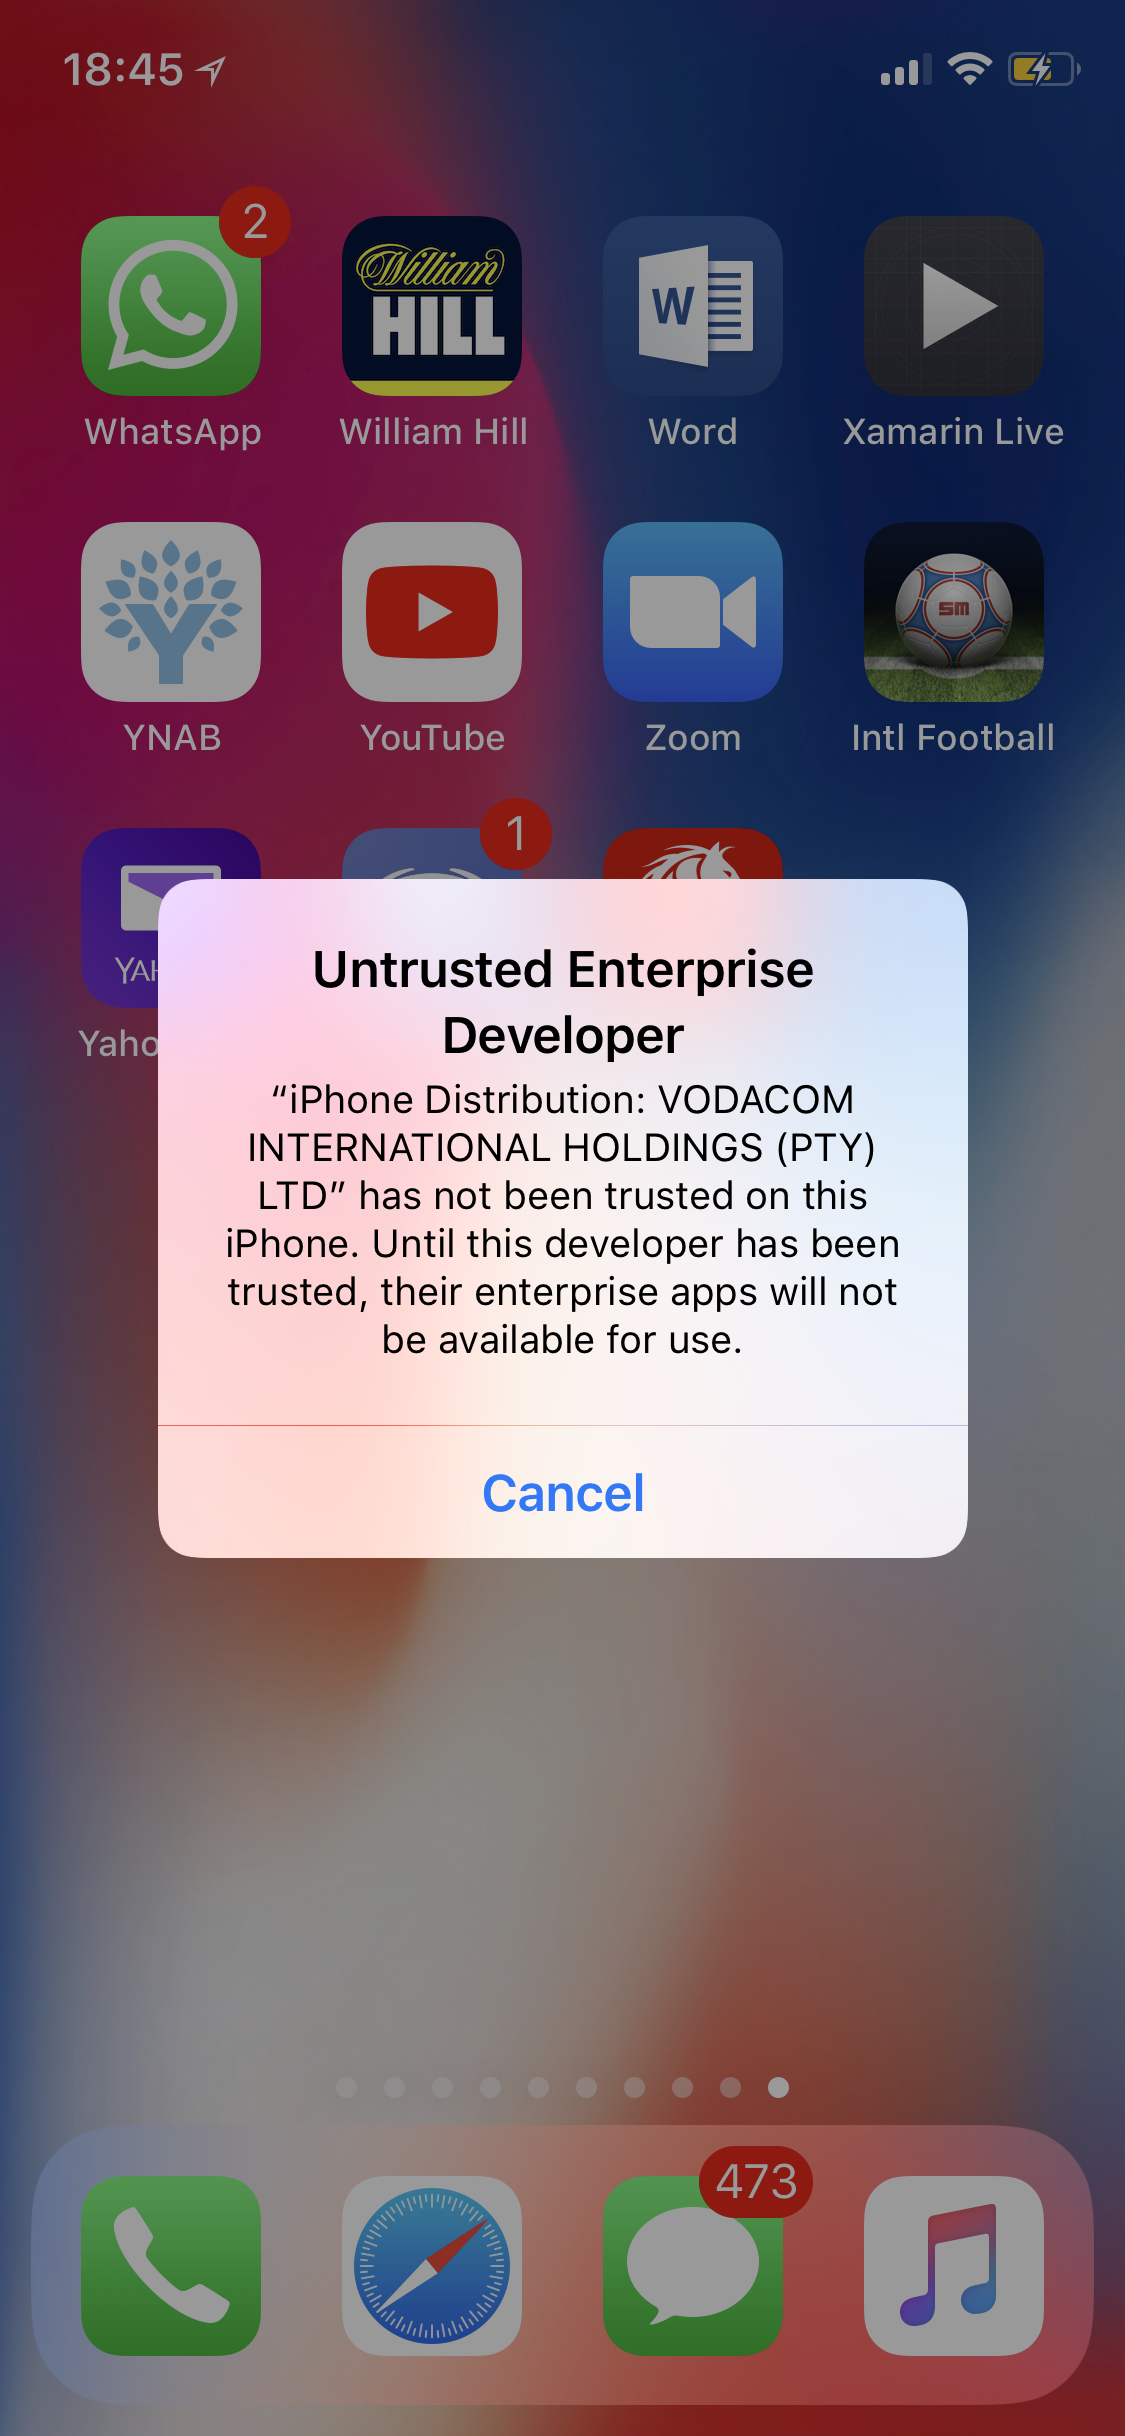 18:45
2
William
HILL
W
WhatsApp
William Hill
Word
Xamarin Live
SM
YNAB
YouTube
Zoom
Intl Football
1
YAH
Yaho
Untrusted Enterprise
Developer
“iPhone Distribution: VODACOM
INTERNATIONAL HOLDINGS (PTY)
LTD” has not been trusted on this
iPhone. Until this developer has been
trusted, their enterprise apps will not
be available for use.
Cancel
473